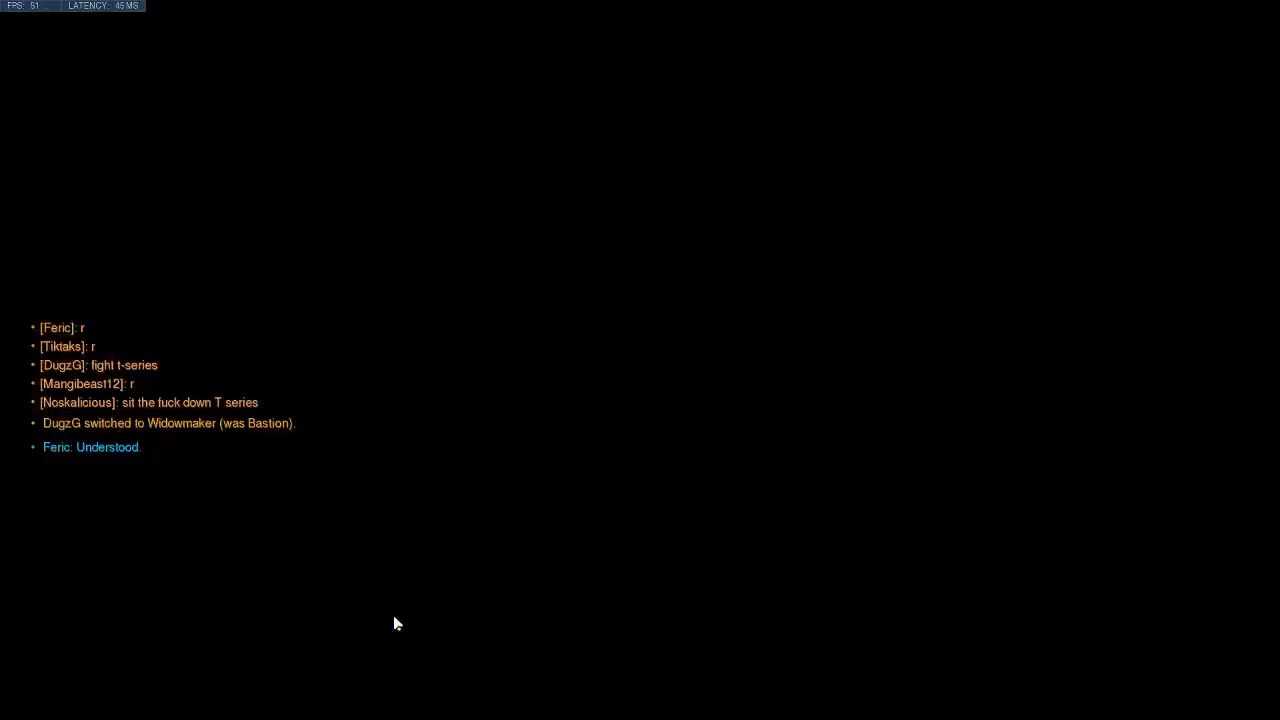 FPS: 51 ... LATENCY: 45 MS
• [Feric]: r
• [Tiktaks]: r
• [DugzG]: fight t-series
• [Mangibeast12]: r
• [Noskalicious]: sit the fuck down T series
• DugzG switched to Widowmaker (was Bastion).
• Feric: Understood.